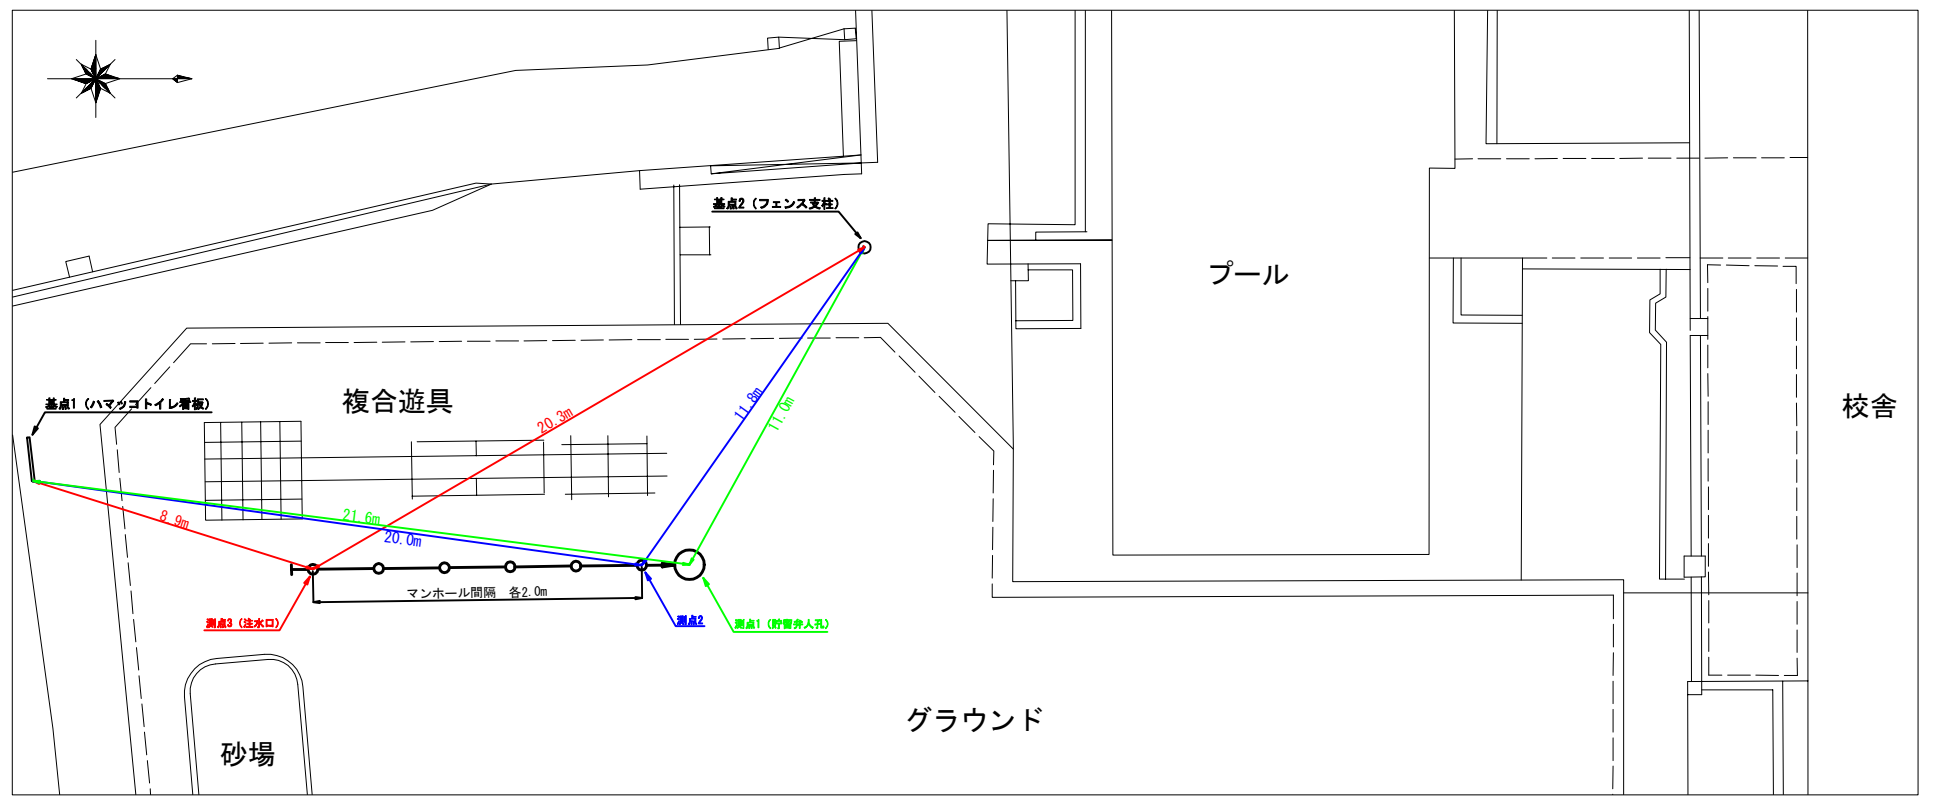 基点2（フェンス支柱）
プール
複合遊具
基点1（ハマッコトイレ看板）
校舎
20.3m
11.8m
11.0m
8.9m
21.6m
20.0m
マンホール間隔　各2.0m
測点3（注水口）
測点2
測点1（貯留弁人孔）
グラウンド
砂場